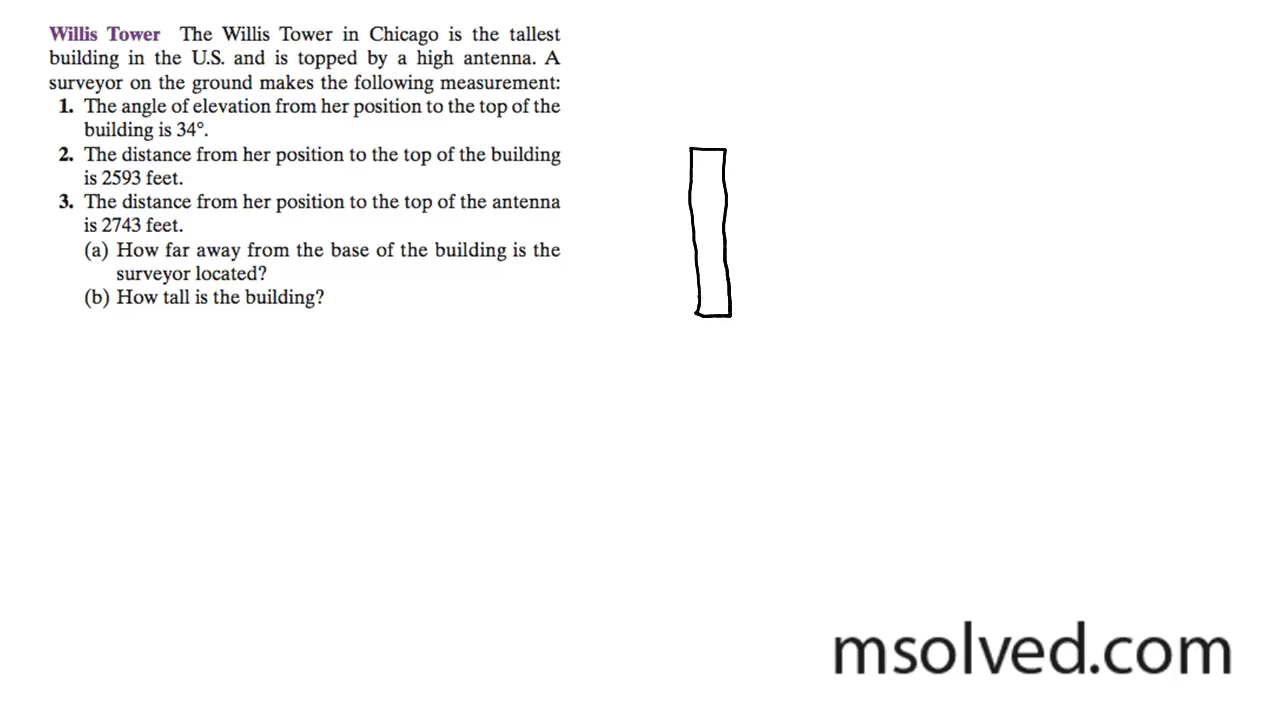 Willis Tower The Willis Tower in Chicago is the tallest
building in the U.S. and is topped by a high antenna. A
surveyor on the ground makes the following measurement:
1. The angle of elevation from her position to the top of the
building is 34°.
2. The distance from her position to the top of the building
is 2593 feet.
3. The distance from her position to the top of the antenna
is 2743 feet.
(a) How far away from the base of the building is the
surveyor located?
(b) How tall is the building?
msolved.com